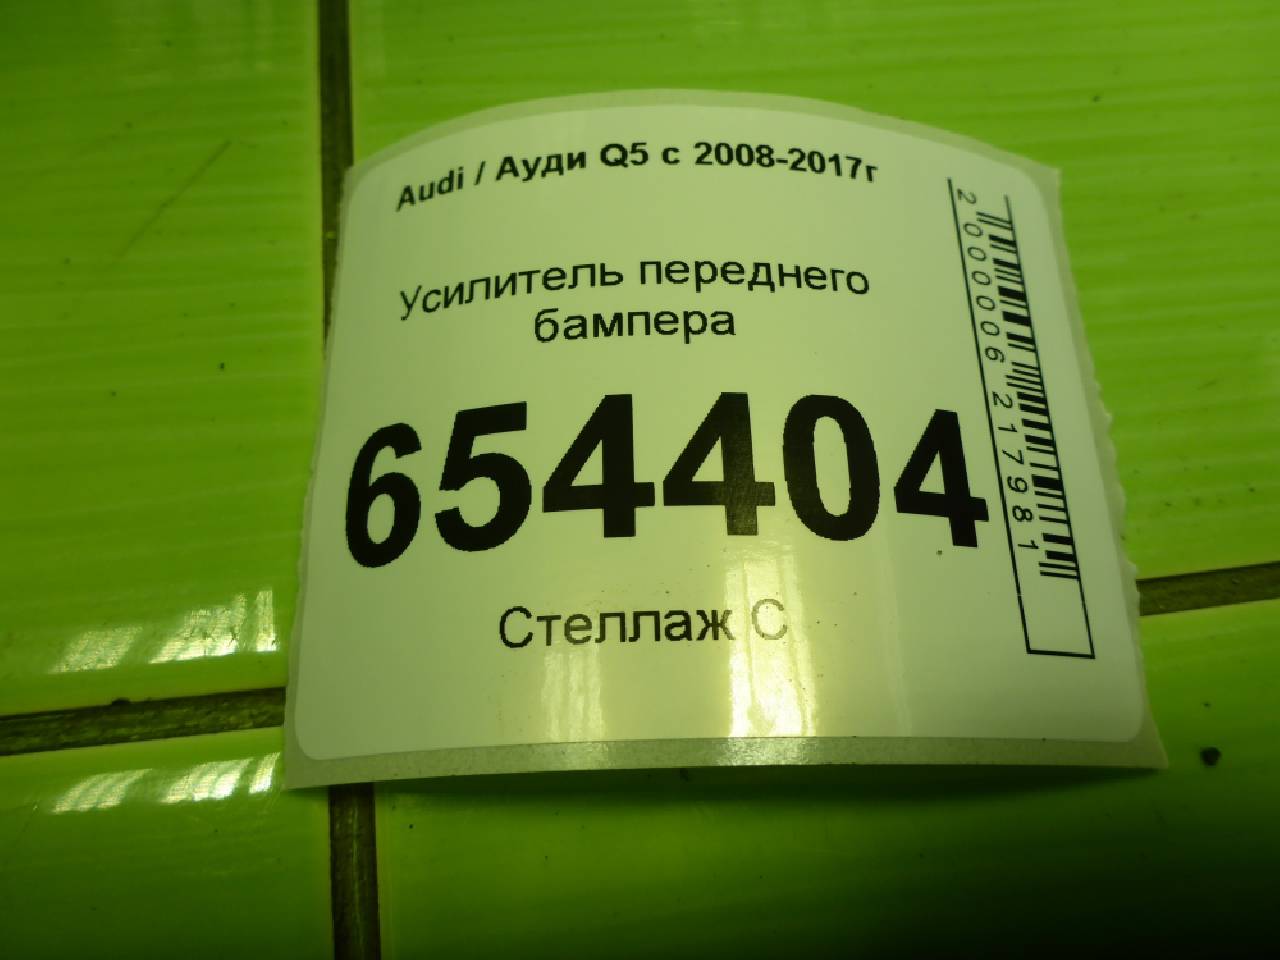 Audi / Ауди Q5 с 2008-2017г
Усилитель переднего
бампера
654404
Стеллаж С
2000006217981